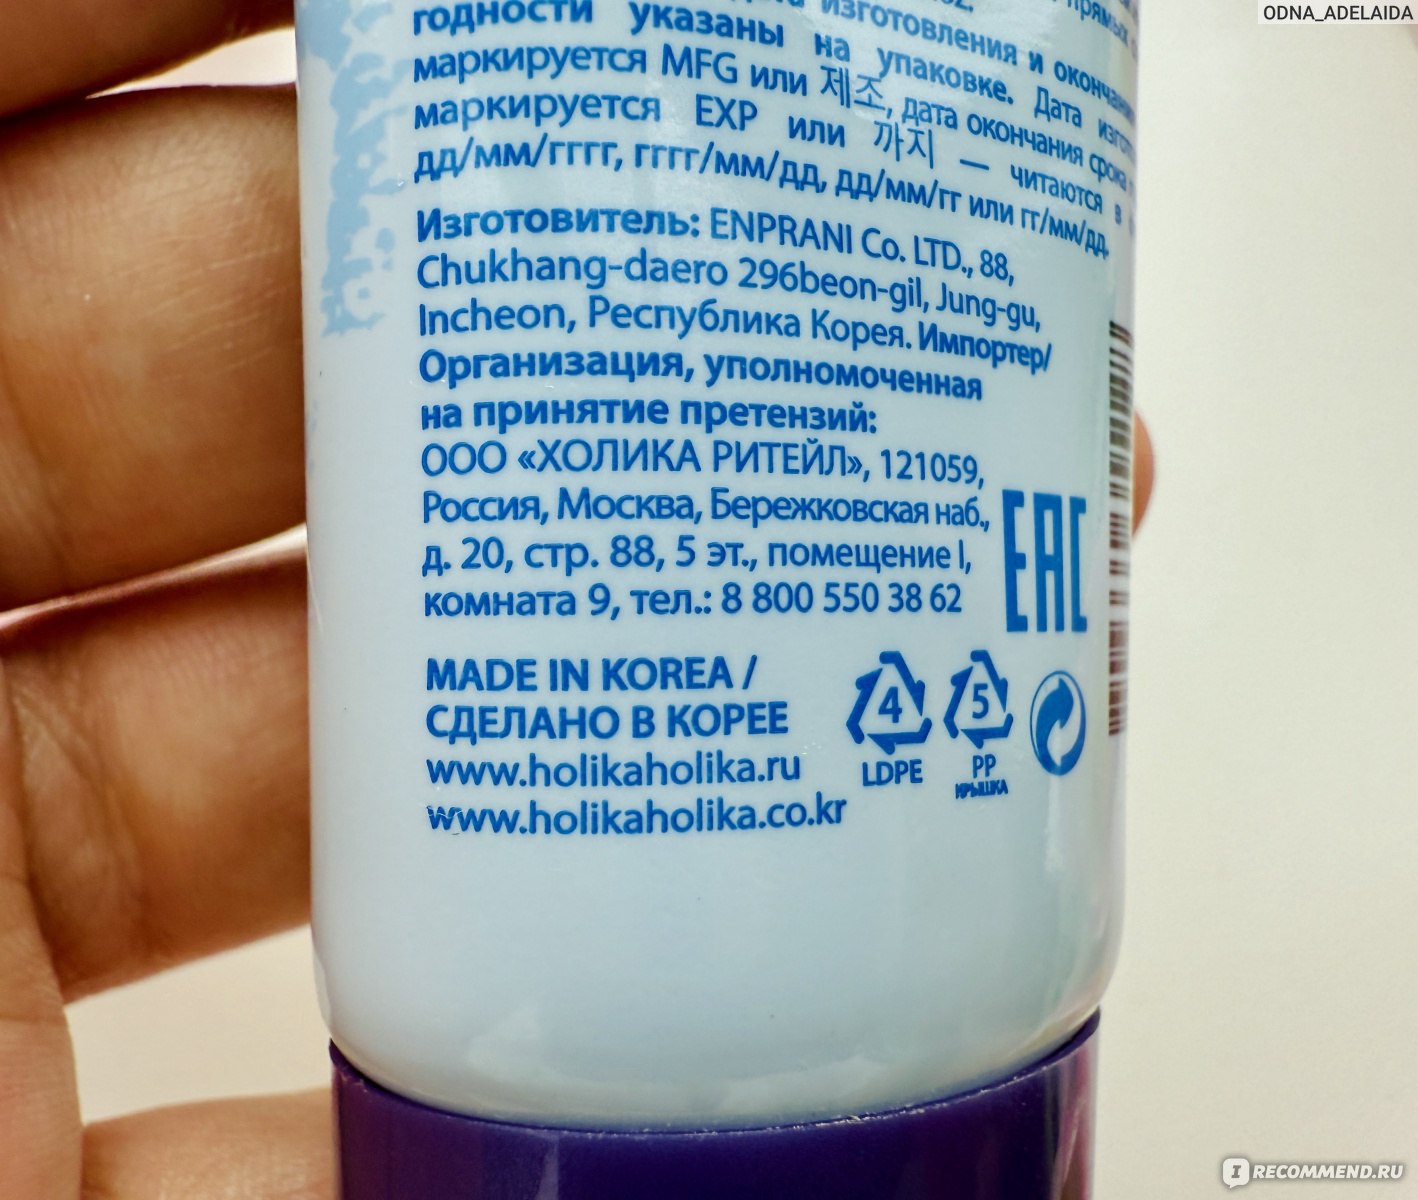 ODNA_ADELAIDA
изготовления и окончания
годности указаны на упаковке. Дата
маркируется MFG или 제조, дата окончания срока
маркируется EXP или 까지 — читаются в
дд/мм/гггг, гггг/мм/дд, дд/мм/гг или гг/мм/дд.
Изготовитель: ENPRANI Co. LTD., 88,
Chukhang-daero 296beon-gil, Jung-gu,
Incheon, Республика Корея. Импортер/
Организация, уполномоченная
на принятие претензий:
ООО «ХОЛИКА РИТЕЙЛ», 121059,
Россия, Москва, Бережковская наб.,
д. 20, стр. 88, 5 эт., помещение I,
комната 9, тел.: 8 800 550 38 62
EAC
MADE IN KOREA /
СДЕЛАНО В КОРЕЕ
www.holikaholika.ru
www.holikaholika.co.kr
4
LDPE
5
PP
КРЫШКА
IRECOMMEND.RU